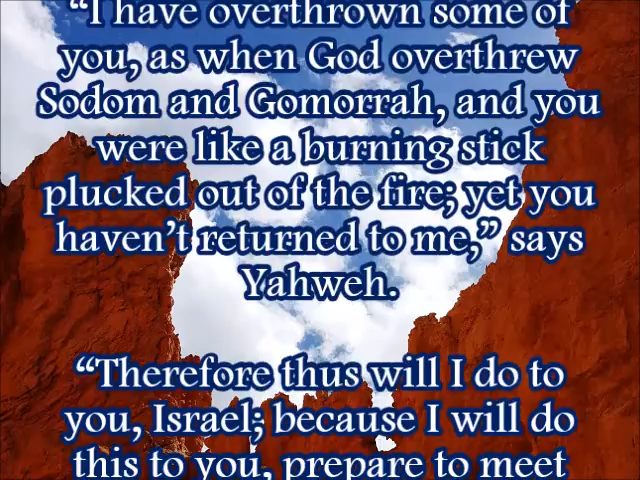 “I have overthrown some of
you, as when God overthrew
Sodom and Gomorrah, and you
were like a burning stick
plucked out of the fire; yet you
haven’t returned to me,” says
Yahweh.
“Therefore thus will I do to
you, Israel; because I will do
this to you, prepare to meet